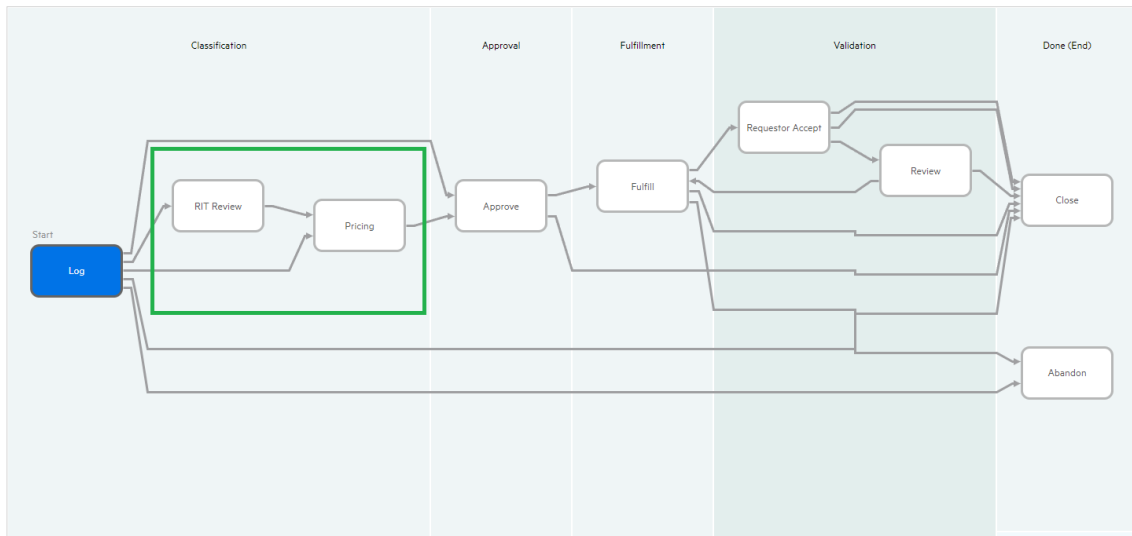 Classification
Approval
Fulfillment
Validation
Done (End)
Requestor Accept
Review
Fulfill
RIT Review
Approve
Close
Pricing
Start
Log
Abandon